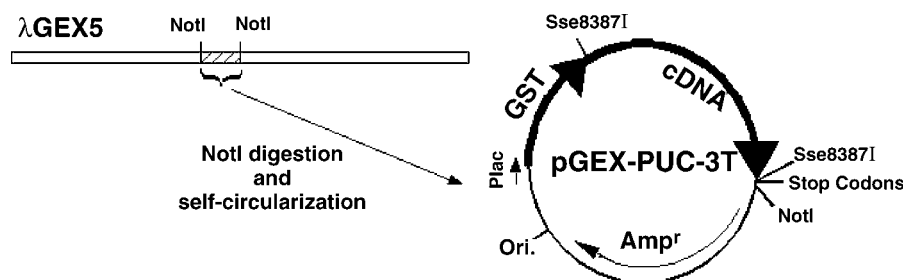 λGEX5
NotI NotI
NotI digestion
and
self-circularization
Sse8387I
GST
cDNA
Plac
pGEX-PUC-3T
Sse8387I
Stop Codons
NotI
Ori.
Ampʳ